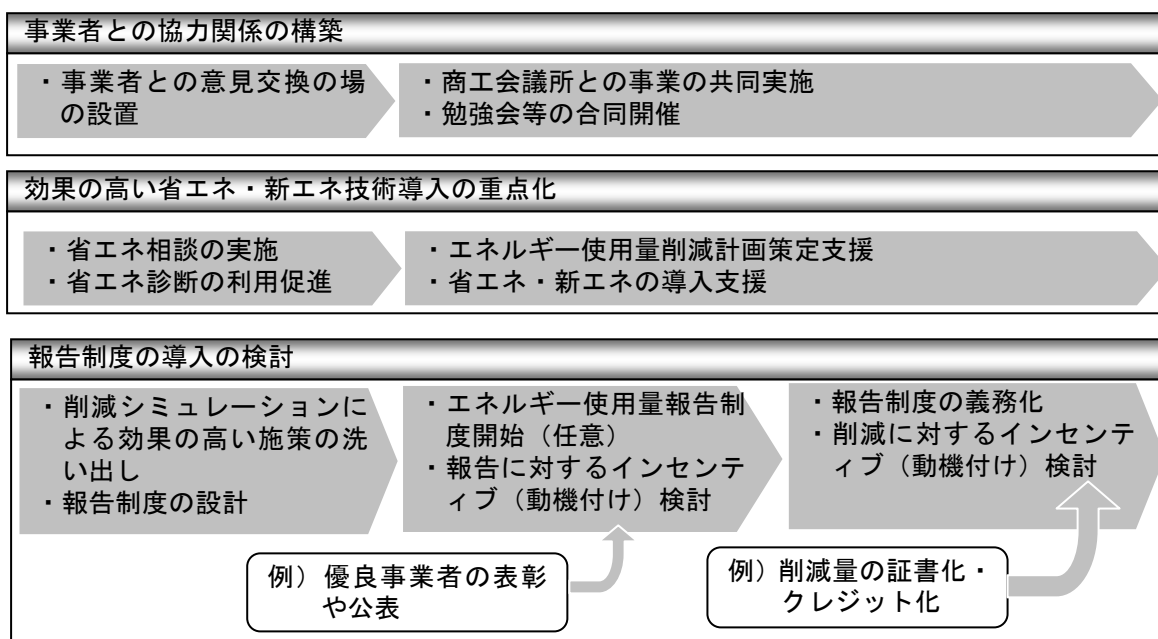 事業者との協力関係の構築
・事業者との意見交換の場
の設置
・商工会議所との事業の共同実施
・勉強会等の合同開催
効果の高い省エネ・新エネ技術導入の重点化
・省エネ相談の実施
・省エネ診断の利用促進
・エネルギー使用量削減計画策定支援
・省エネ・新エネの導入支援
報告制度の導入の検討
・削減シミュレーションに
よる効果の高い施策の洗
い出し
・報告制度の設計
・エネルギー使用量報告制
度開始（任意）
・報告に対するインセンテ
ィブ（動機付け）検討
・報告制度の義務化
・削減に対するインセンテ
ィブ（動機付け）検討
例）優良事業者の表彰
や公表
例）削減量の証書化・
クレジット化